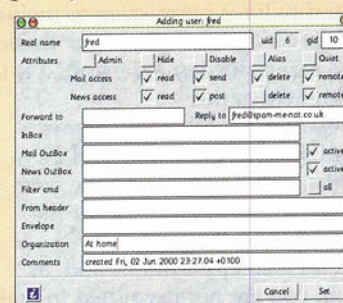 Adding user: fred
Real name fred uid 6 gid 10
Attributes Admin Hide Disable Alias Quiet
Mail access read send delete remote
News access read post delete remote
Forward to Reply to fred@spam-me-not.co.uk
InBox
Mail OutBox active
News OutBox active
Filter cmd all
From header
Envelope
Organization At home
Comments created Fri, 02 Jun 2000 23:27:04 +0100
i Cancel Set